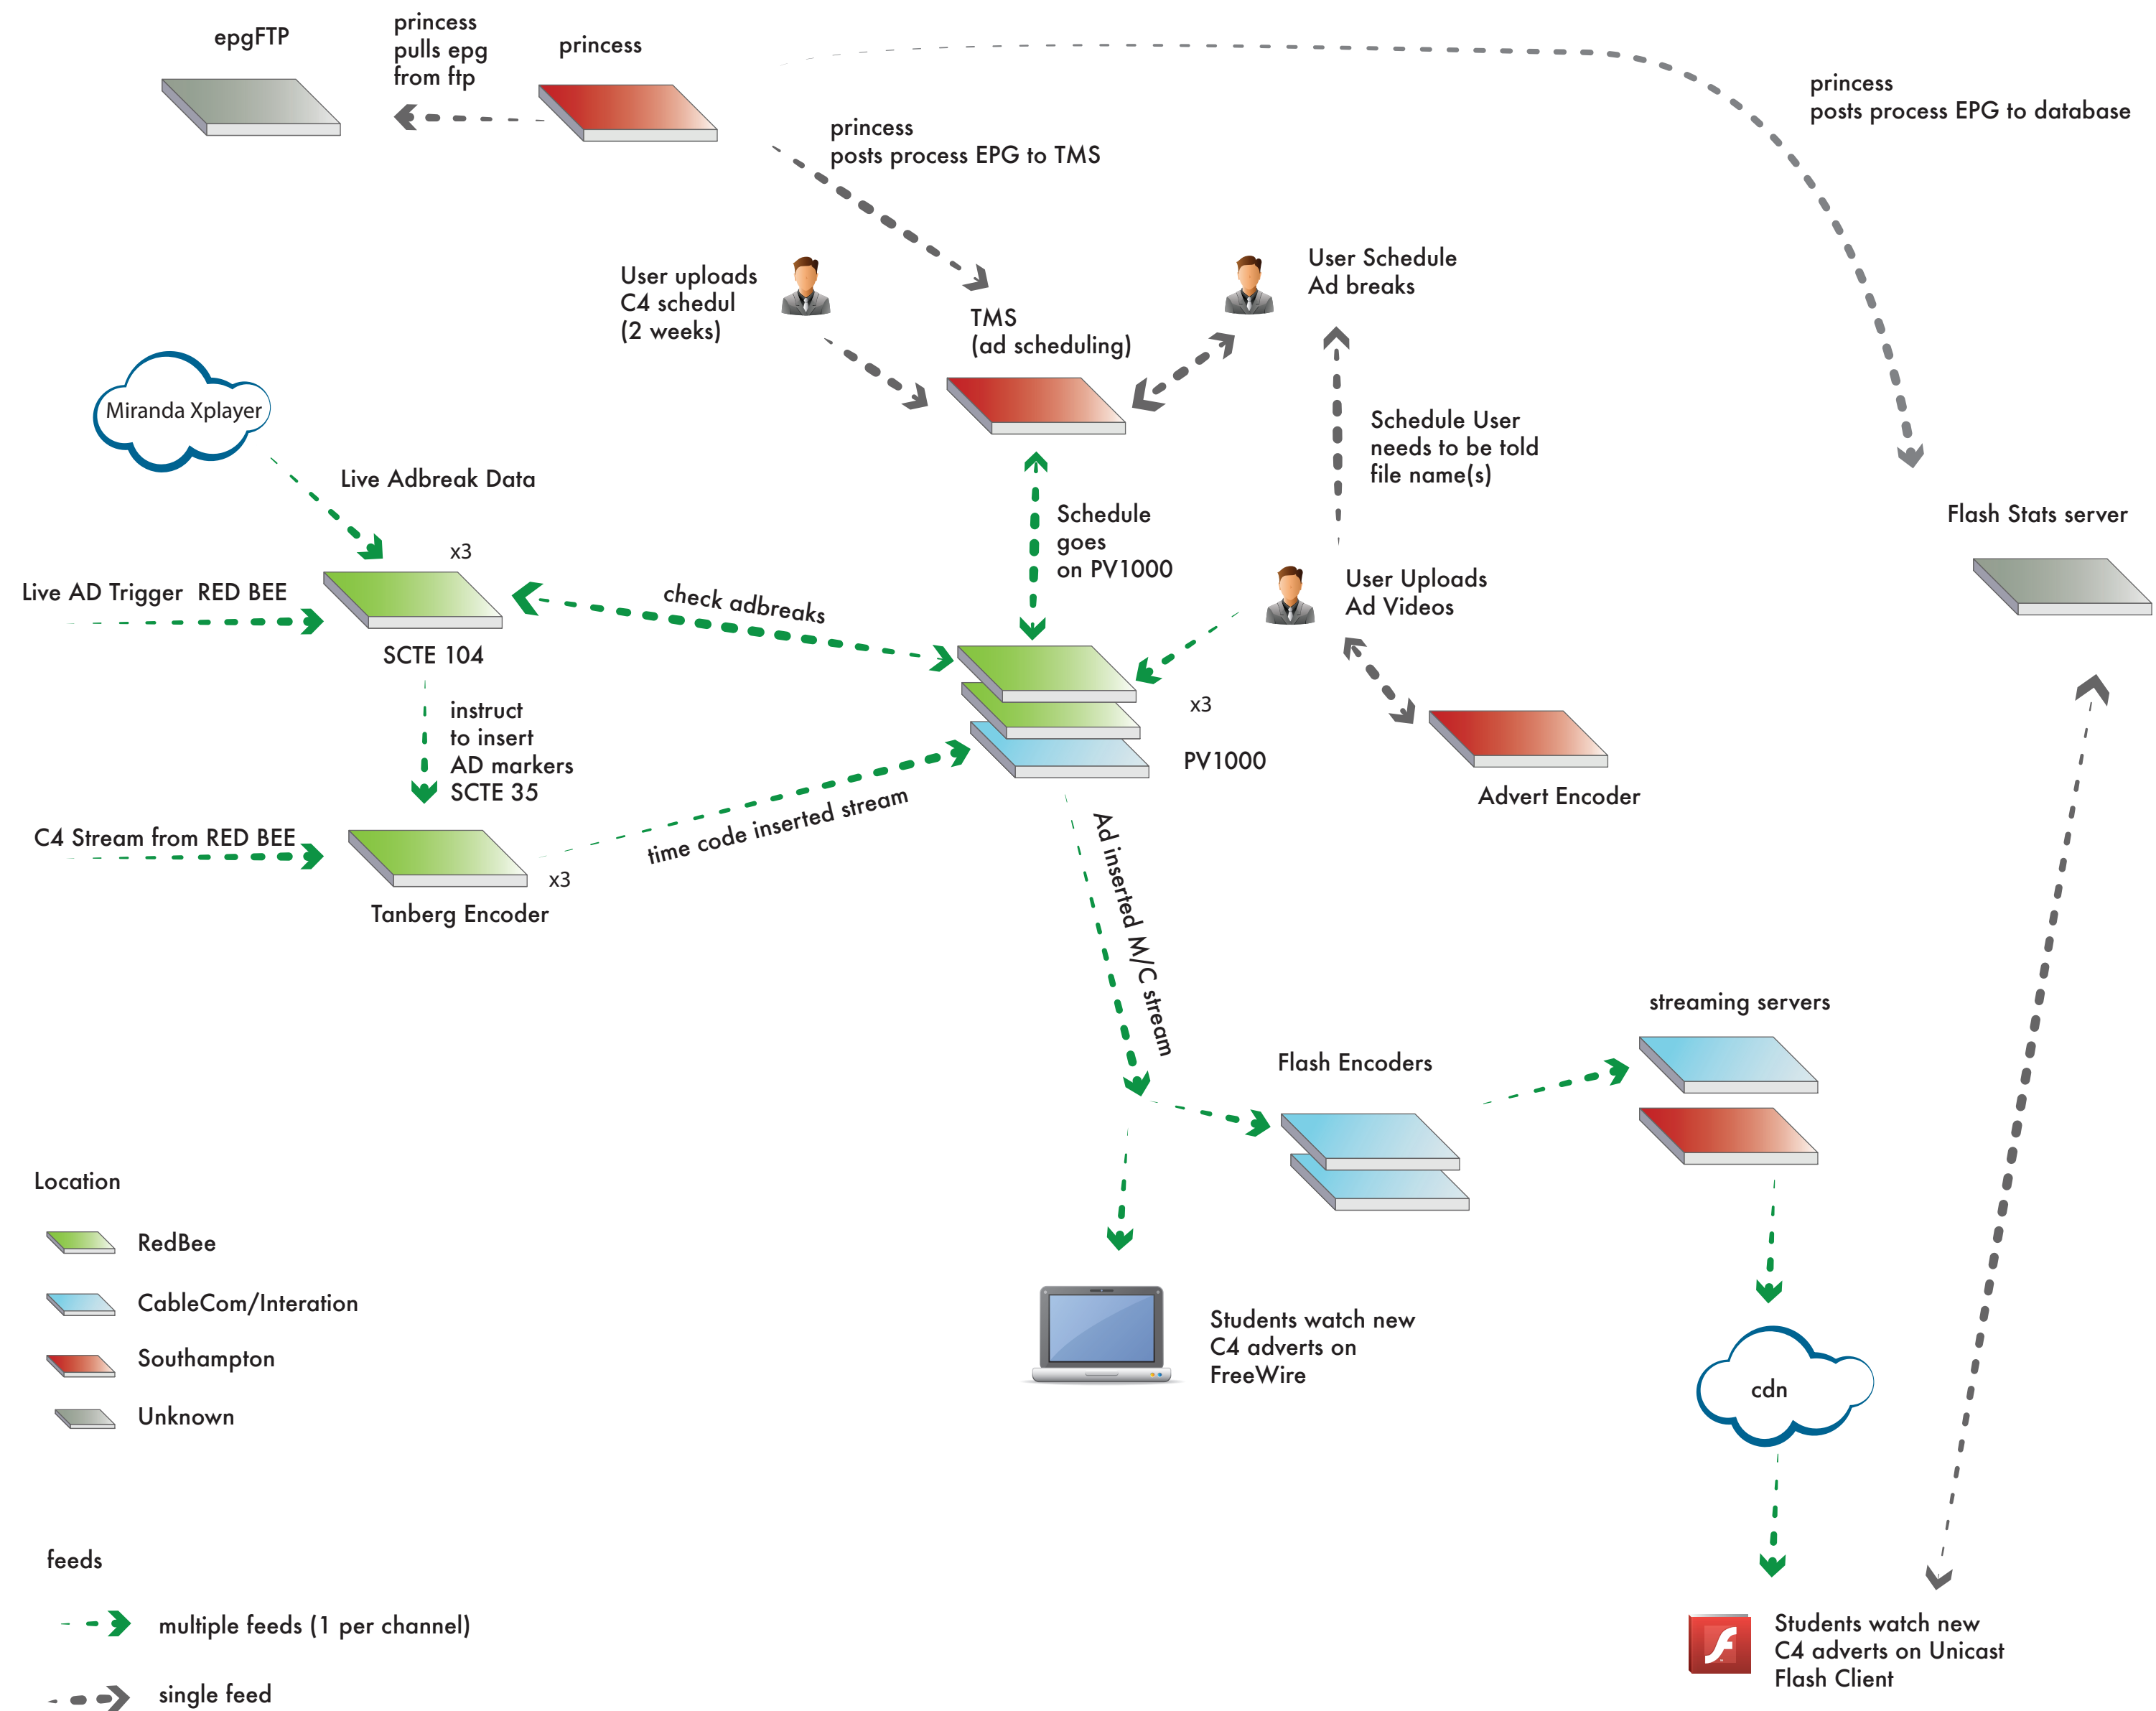 epgFTP
princess
pulls epg
from ftp
princess
princess
posts process EPG to database
princess
posts process EPG to TMS
User uploads
C4 schedul
(2 weeks)
User Schedule
Ad breaks
TMS
(ad scheduling)
Miranda Xplayer
Live Adbreak Data
Schedule User
needs to be told
file name(s)
Schedule
goes
on PV1000
Flash Stats server
x3
Live AD Trigger  RED BEE
check adbreaks
User Uploads
Ad Videos
SCTE 104
instruct
to insert
AD markers
SCTE 35
x3
PV1000
Advert Encoder
C4 Stream from RED BEE
time code inserted stream
x3
Tanberg Encoder
Ad inserted M/C stream
streaming servers
Flash Encoders
Location
RedBee
CableCom/Interation
Southampton
Unknown
Students watch new
C4 adverts on
FreeWire
cdn
feeds
multiple feeds (1 per channel)
single feed
Students watch new
C4 adverts on Unicast
Flash Client